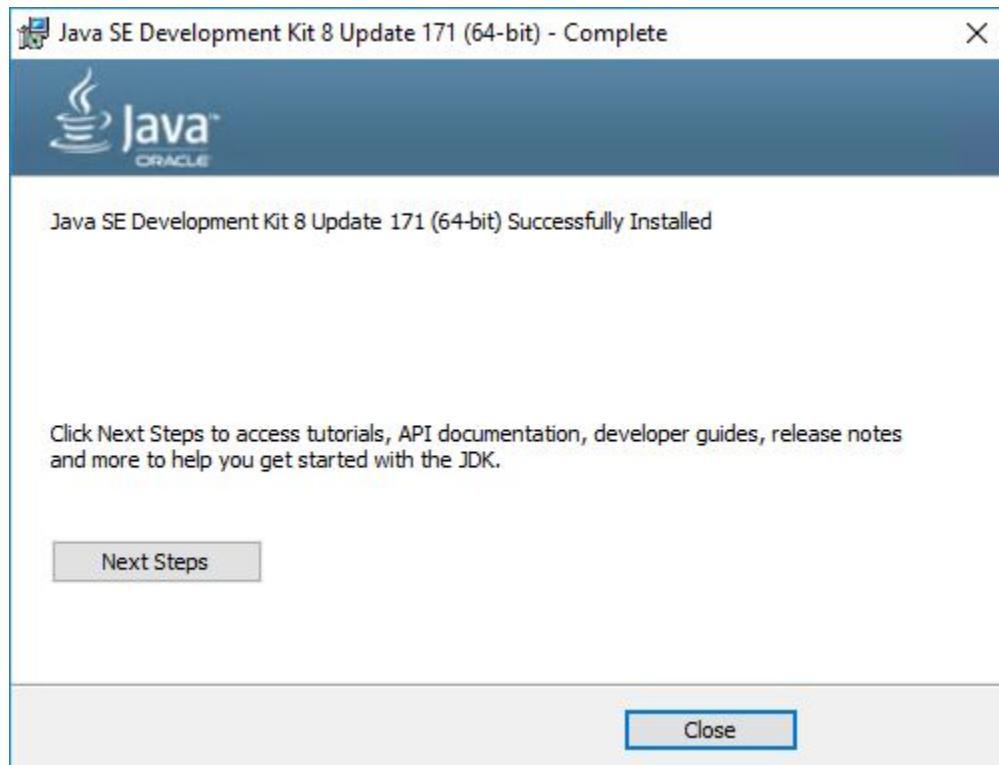 Java SE Development Kit 8 Update 171 (64-bit) - Complete
Java™
ORACLE
Java SE Development Kit 8 Update 171 (64-bit) Successfully Installed
Click Next Steps to access tutorials, API documentation, developer guides, release notes
and more to help you get started with the JDK.
Next Steps
Close